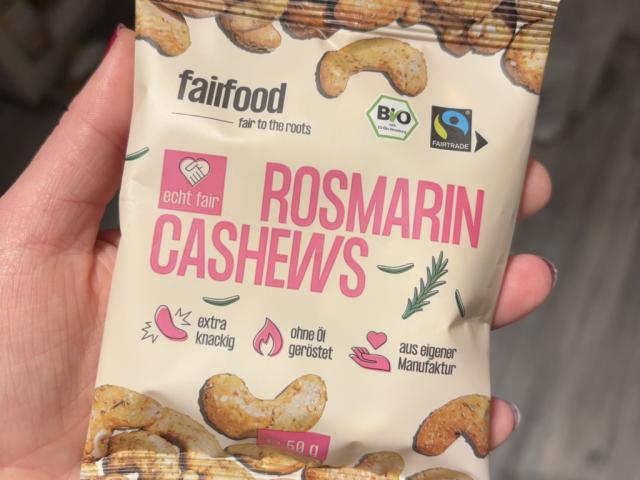 fairfood
fair to the roots
BiO
FAIRTRADE
echt fair
ROSMARIN
CASHEWS
extra
knackig
ohne Öl
geröstet
aus eigener
Manufaktur
50 g